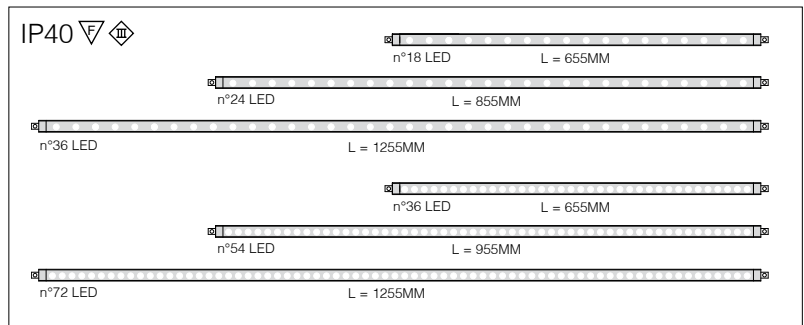 IP40 F III
n°18 LED L = 655MM
n°24 LED L = 855MM
n°36 LED L = 1255MM
n°36 LED L = 655MM
n°54 LED L = 955MM
n°72 LED L = 1255MM